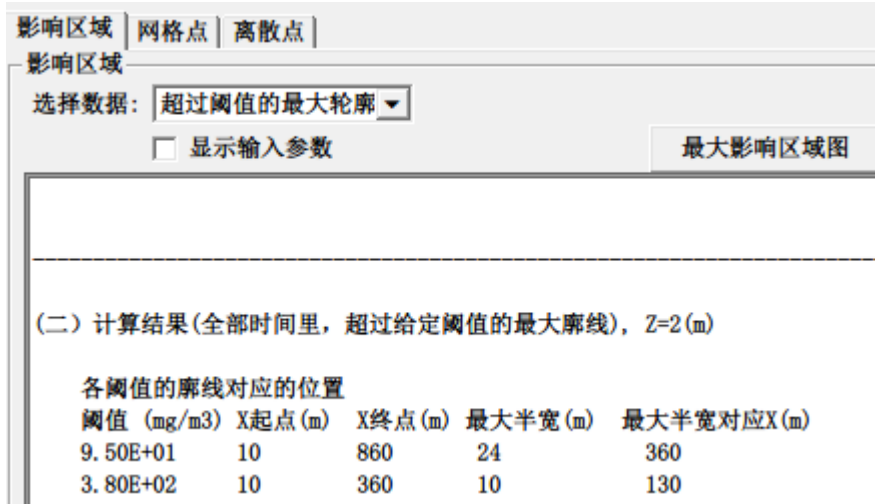 影响区域 网格点 离散点
影响区域
选择数据: 超过阈值的最大轮廓
显示输入参数 最大影响区域图
(二) 计算结果(全部时间里，超过给定阈值的最大廓线), Z=2(m)
各阈值的廓线对应的位置
阈值 (mg/m3) X起点(m) X终点(m) 最大半宽(m) 最大半宽对应X(m)
9.50E+01 10 860 24 360
3.80E+02 10 360 10 130